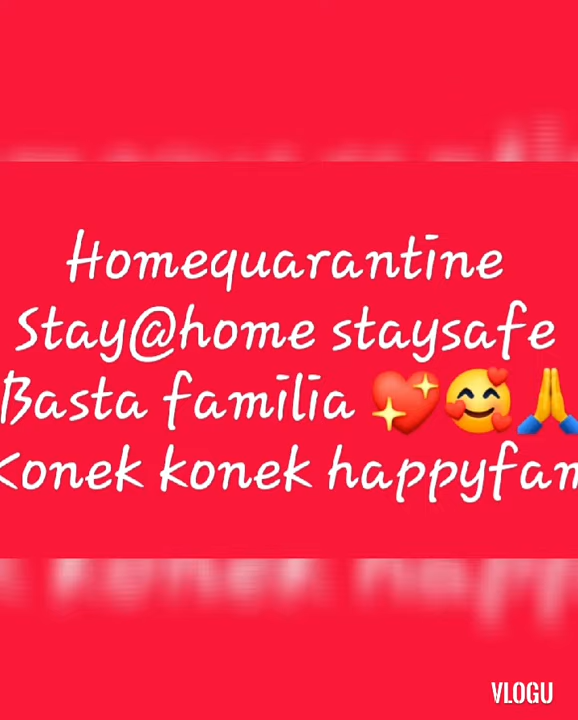 Homequarantine
Stay@home staysafe
Basta familia 💖🥰🙏
Konek konek happyfam
VLOGU